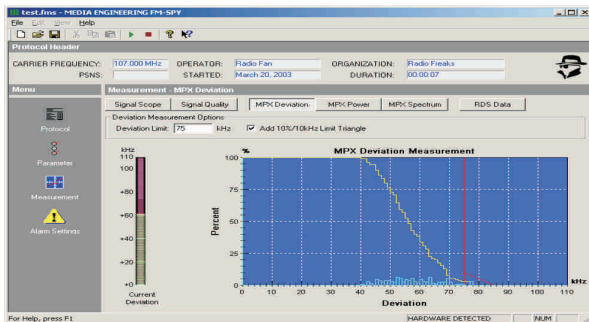 test.fms - MEDIA ENGINEERING FM-SPY
File Edit View Help
Protocol Header
CARRIER FREQUENCY: 107.000 MHz OPERATOR: Radio Fan ORGANIZATION: Radio Freaks
PSNS: STARTED: March 20, 2003 DURATION: 00:00:07
Menu
Measurement - MPX Deviation
Signal Scope Signal Quality MPX Deviation MPX Power MPX Spectrum RDS Data
Deviation Measurement Options
Deviation Limit: 75 kHz Add 10%/10kHz Limit Triangle
Protocol
Parameter
Measurement
Alarm Settings
kHz
110
100
+80
+60
+40
+20
+0
Current
Deviation
% MPX Deviation Measurement
100
75
50
25
0
Percent
0 10 20 30 40 50 60 70 80 90 100 110
kHz
Deviation
For Help, press F1 HARDWARE DETECTED NUM